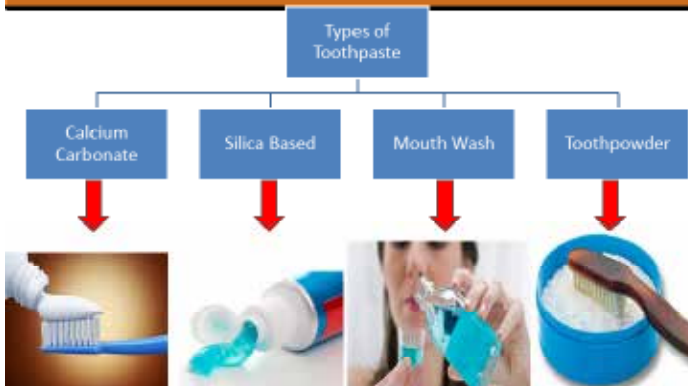 Types of
Toothpaste
Calcium
Carbonate
Silica Based
Mouth Wash
Toothpowder